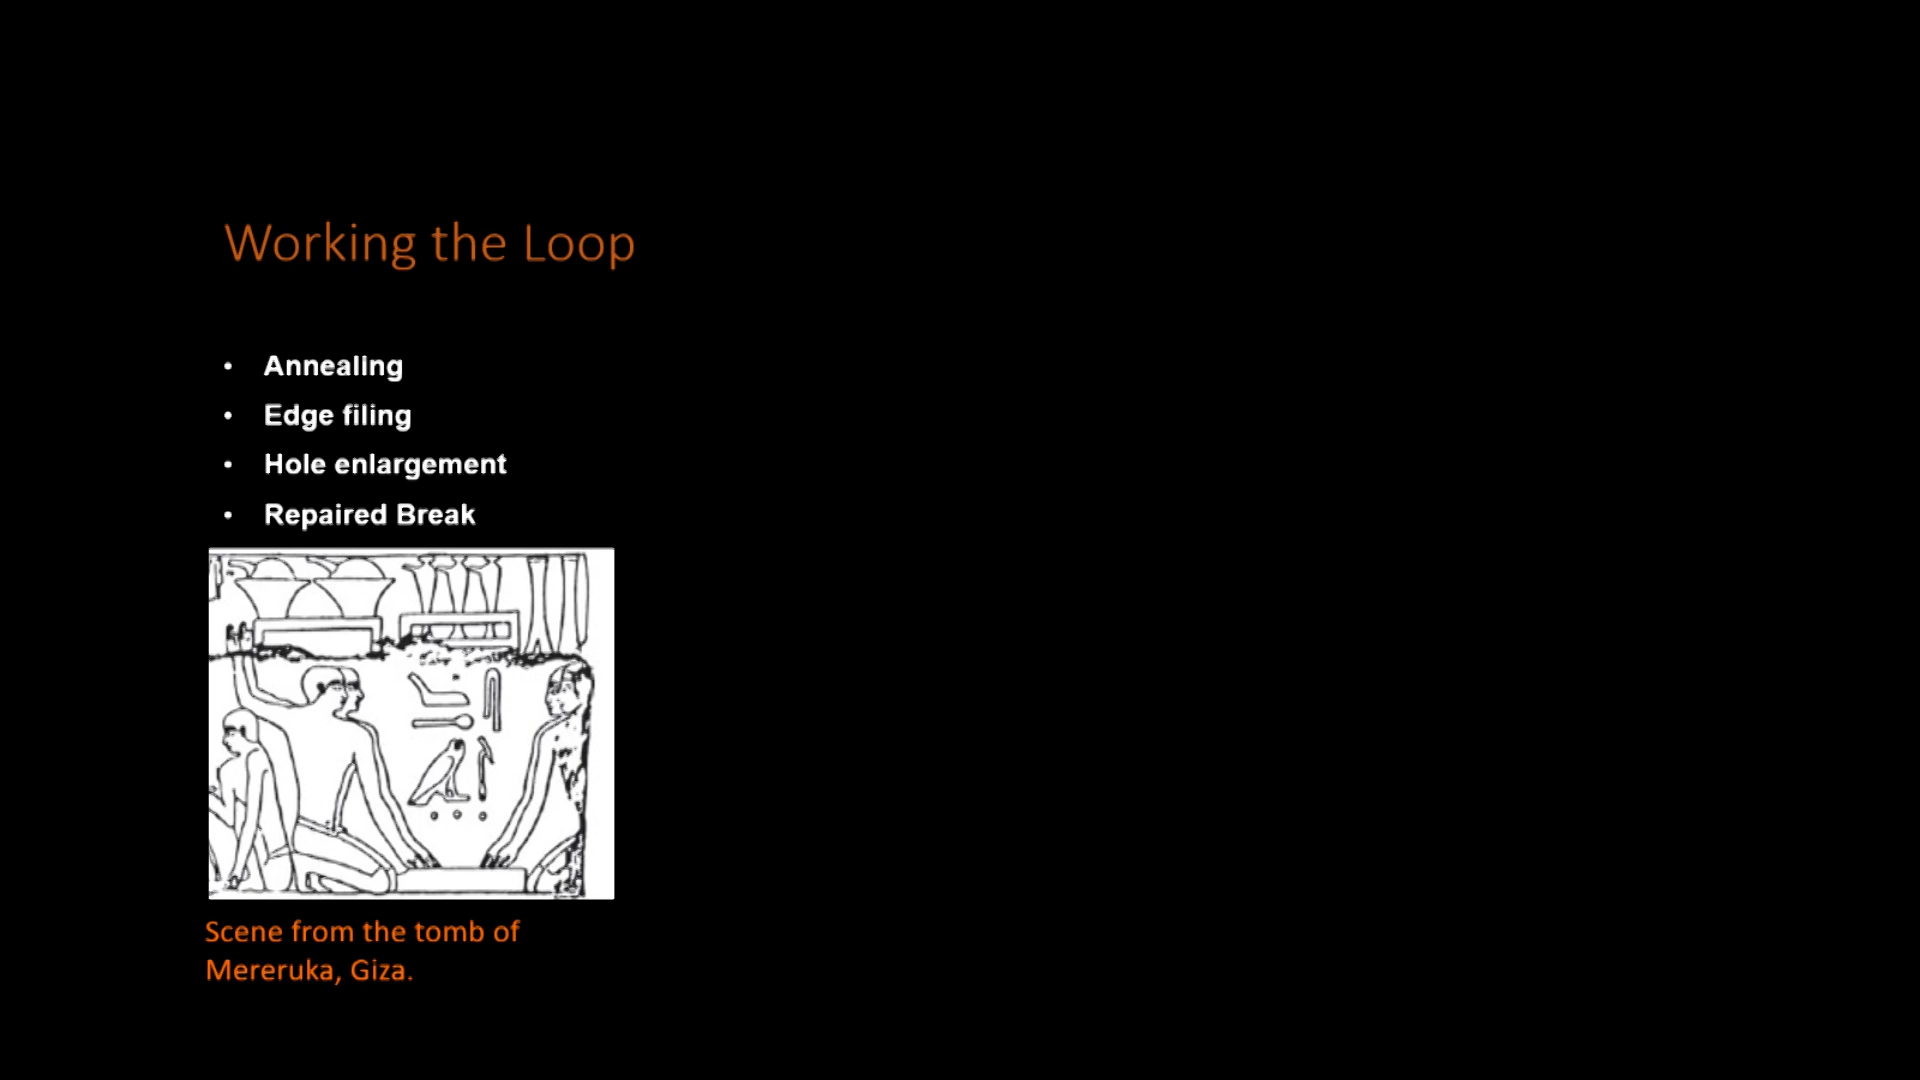 Working the Loop
• Annealing
• Edge filing
• Hole enlargement
• Repaired Break
Scene from the tomb of
Mereruka, Giza.